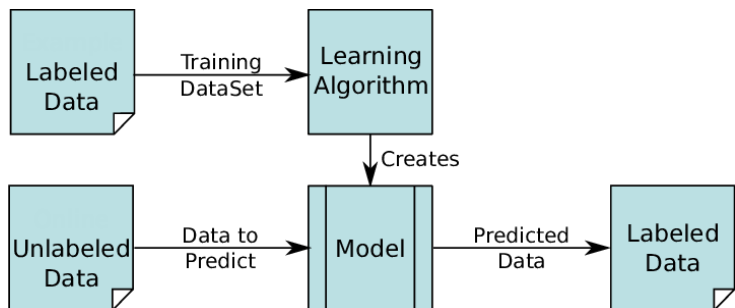 Labeled
Data
Training
DataSet
Learning
Algorithm
Creates
Unlabeled
Data
Data to
Predict
Model
Predicted
Data
Labeled
Data